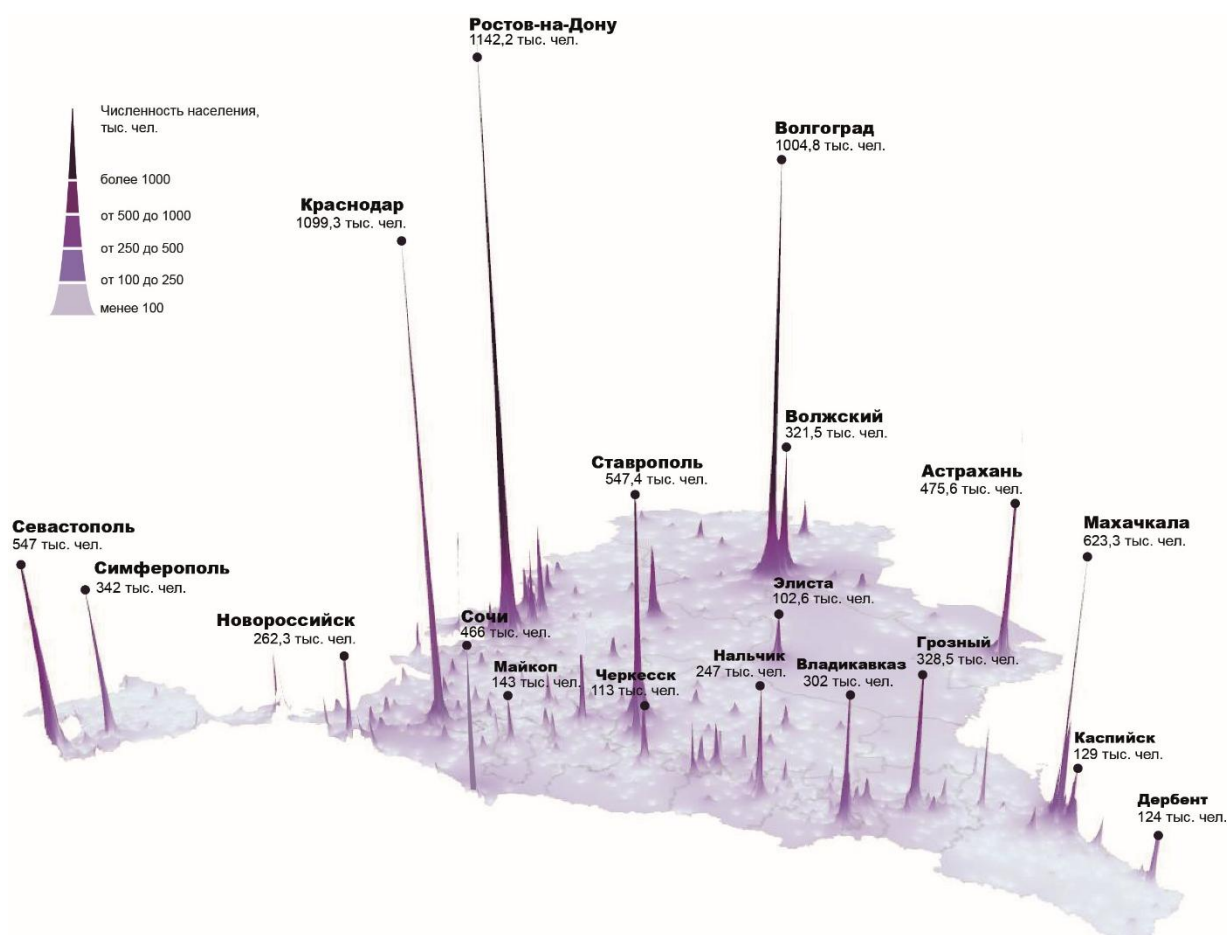 Ростов-на-Дону
1142,2 тыс. чел.
Численность населения,
тыс. чел.
более 1000
от 500 до 1000
от 250 до 500
от 100 до 250
менее 100
Волгоград
1004,8 тыс. чел.
Краснодар
1099,3 тыс. чел.
Волжский
321,5 тыс. чел.
Ставрополь
547,4 тыс. чел.
Астрахань
475,6 тыс. чел.
Севастополь
547 тыс. чел.
Махачкала
623,3 тыс. чел.
Симферополь
342 тыс. чел.
Элиста
102,6 тыс. чел.
Новороссийск
262,3 тыс. чел.
Сочи
466 тыс. чел.
Грозный
328,5 тыс. чел.
Майкоп
143 тыс. чел.
Черкесск
113 тыс. чел.
Нальчик
247 тыс. чел.
Владикавказ
302 тыс. чел.
Каспийск
129 тыс. чел.
Дербент
124 тыс. чел.